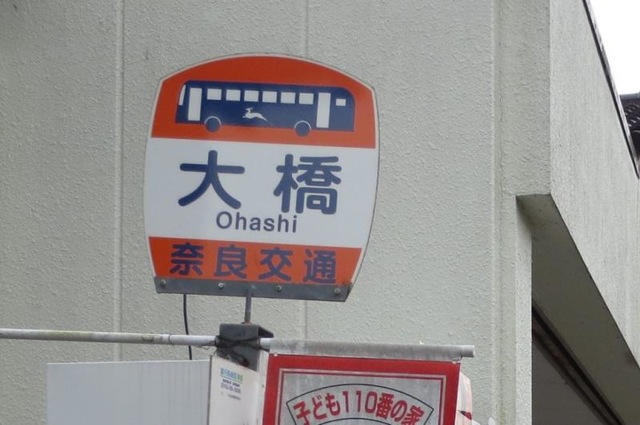 大橋
Ohashi
奈良交通
子ども110番の家